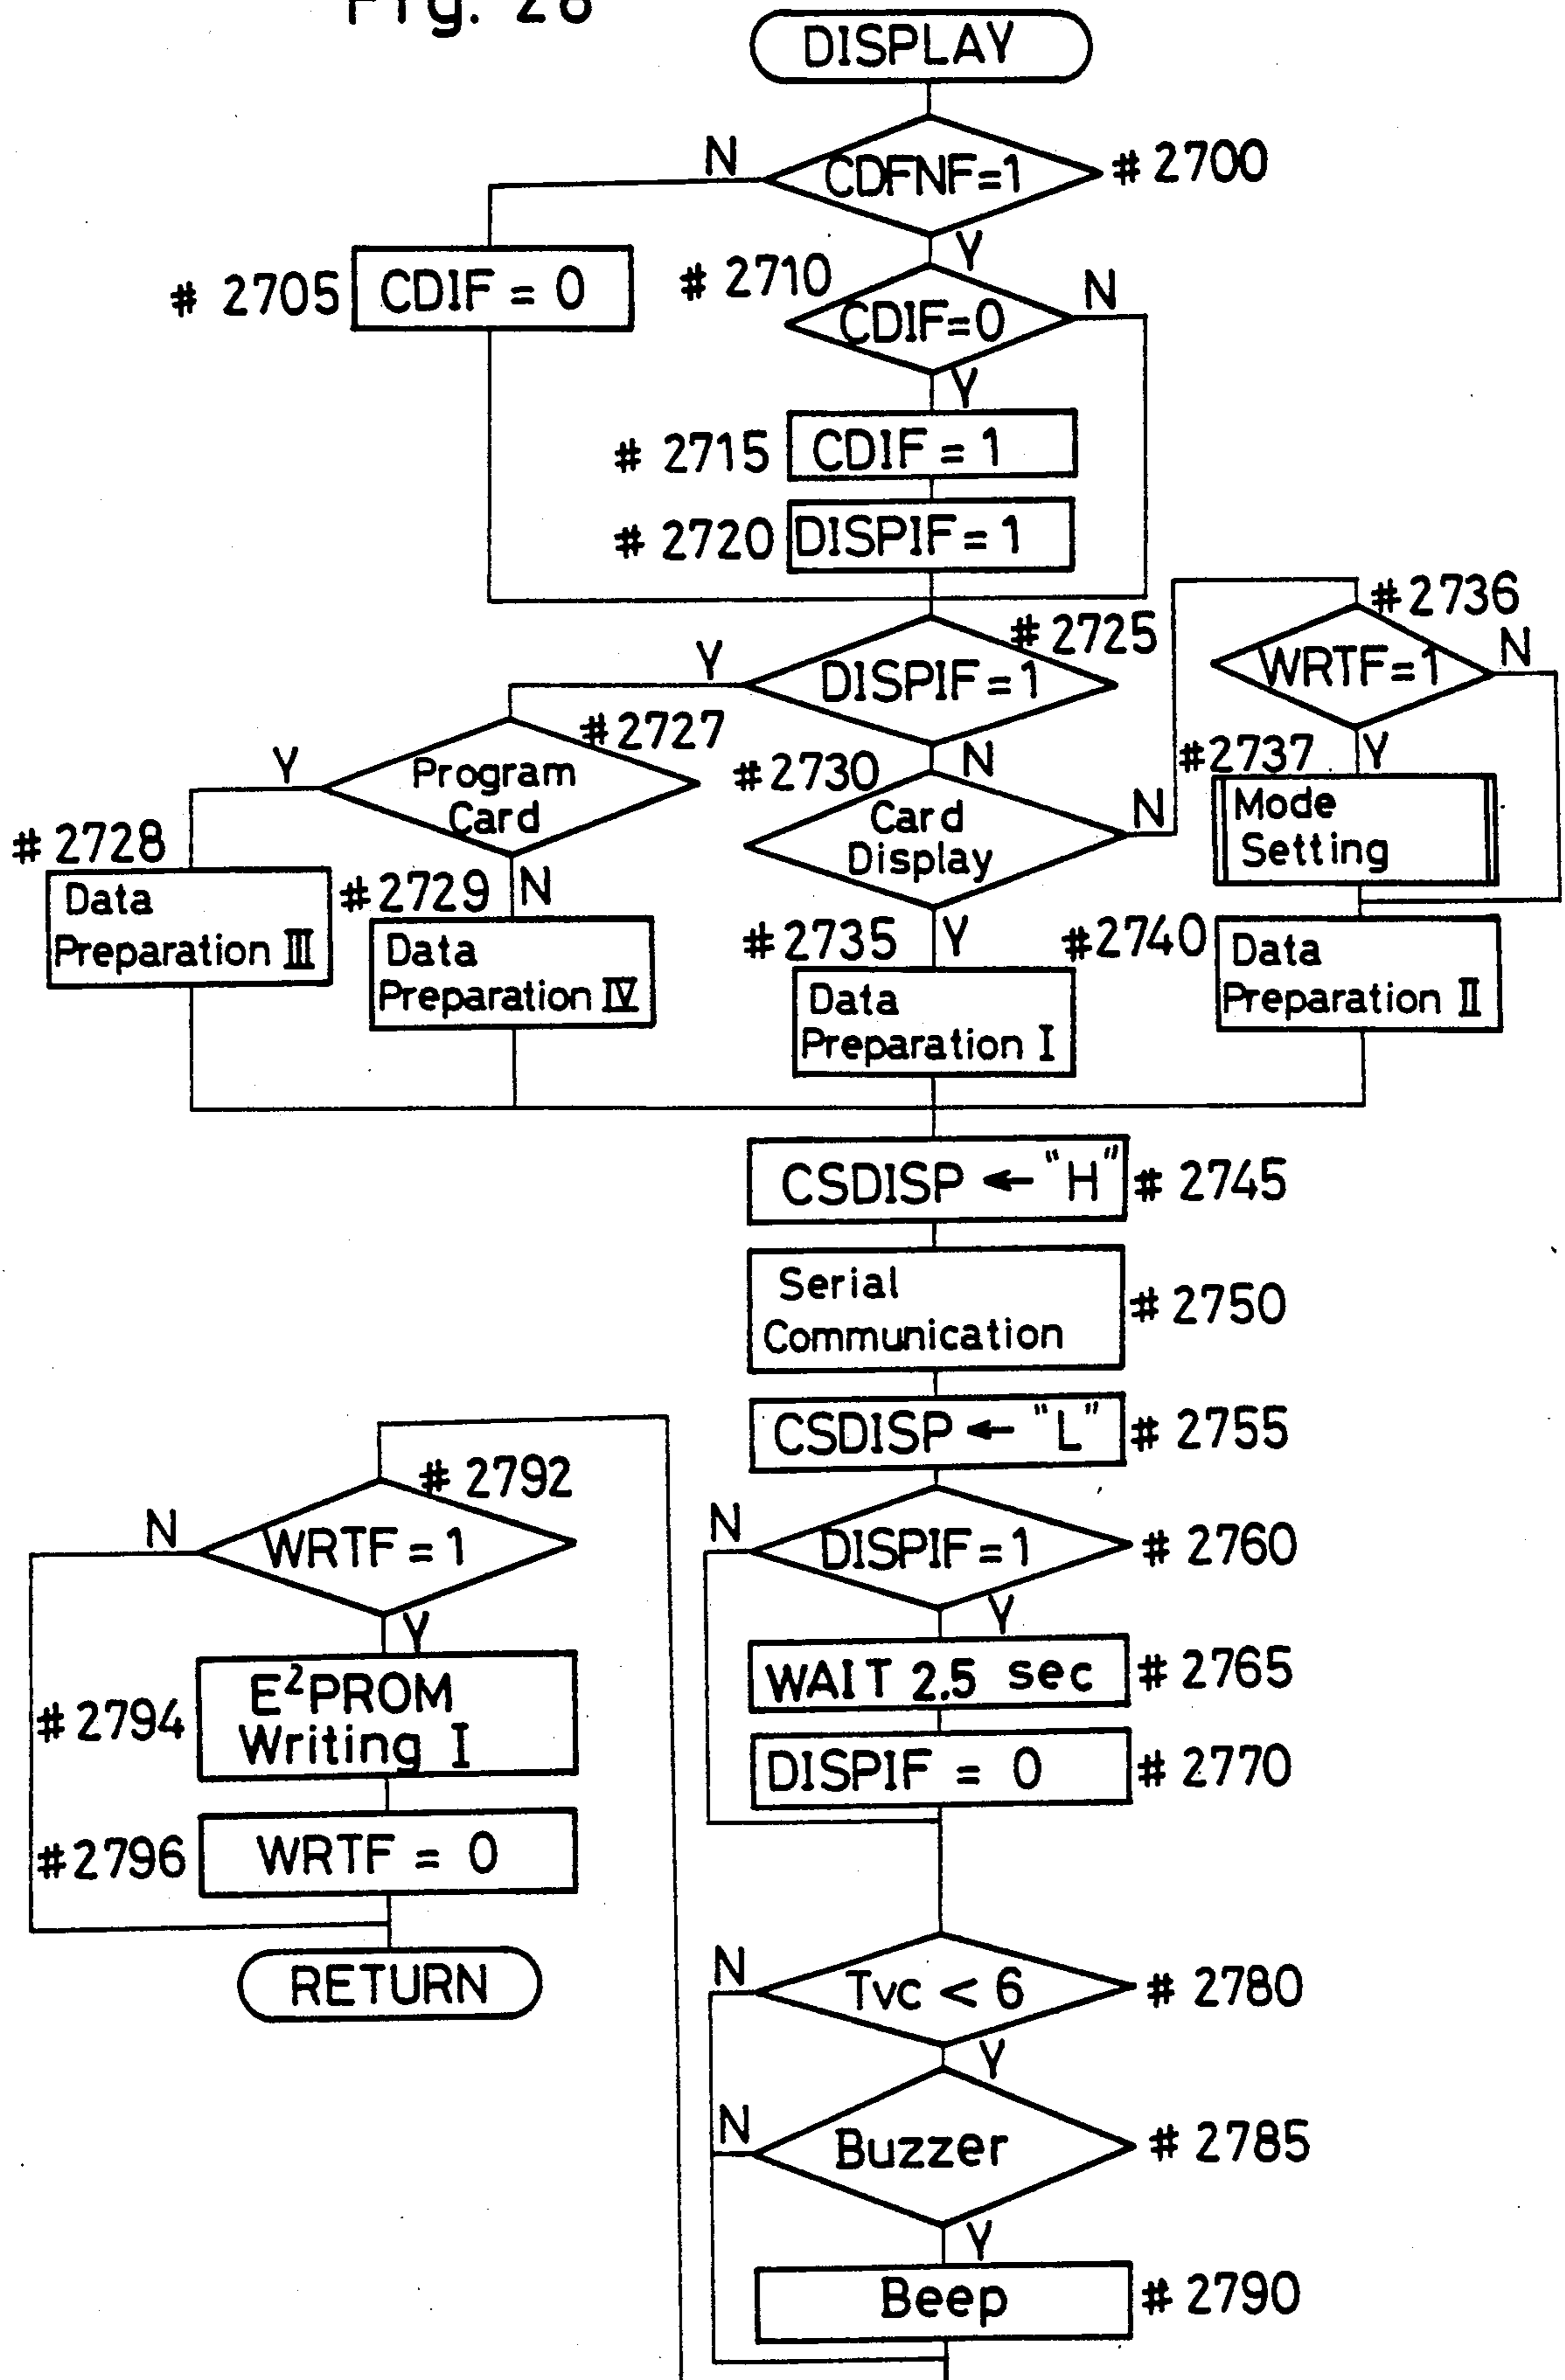 Fig. 28
DISPLAY
N
CDFNF=1
# 2700
Y
# 2705
CDIF = 0
# 2710
CDIF=0
N
Y
# 2715
CDIF = 1
# 2720
DISPIF=1
# 2725
Y
DISPIF=1
N
# 2736
WRTF=1
N
Y
# 2727
Y
Program
Card
N
# 2730
Card
Display
N
Y
# 2737
Mode
Setting
# 2728
Data
Preparation III
# 2729
Data
Preparation IV
# 2735
Data
Preparation I
# 2740
Data
Preparation II
CSDISP ← "H"
# 2745
Serial
Communication
# 2750
CSDISP ← "L"
# 2755
N
DISPIF=1
# 2760
Y
WAIT 2.5 sec
# 2765
DISPIF = 0
# 2770
N
Tvc < 6
# 2780
Y
N
Buzzer
# 2785
Y
Beep
# 2790
# 2792
N
WRTF = 1
Y
# 2794
E²PROM
Writing I
# 2796
WRTF = 0
RETURN